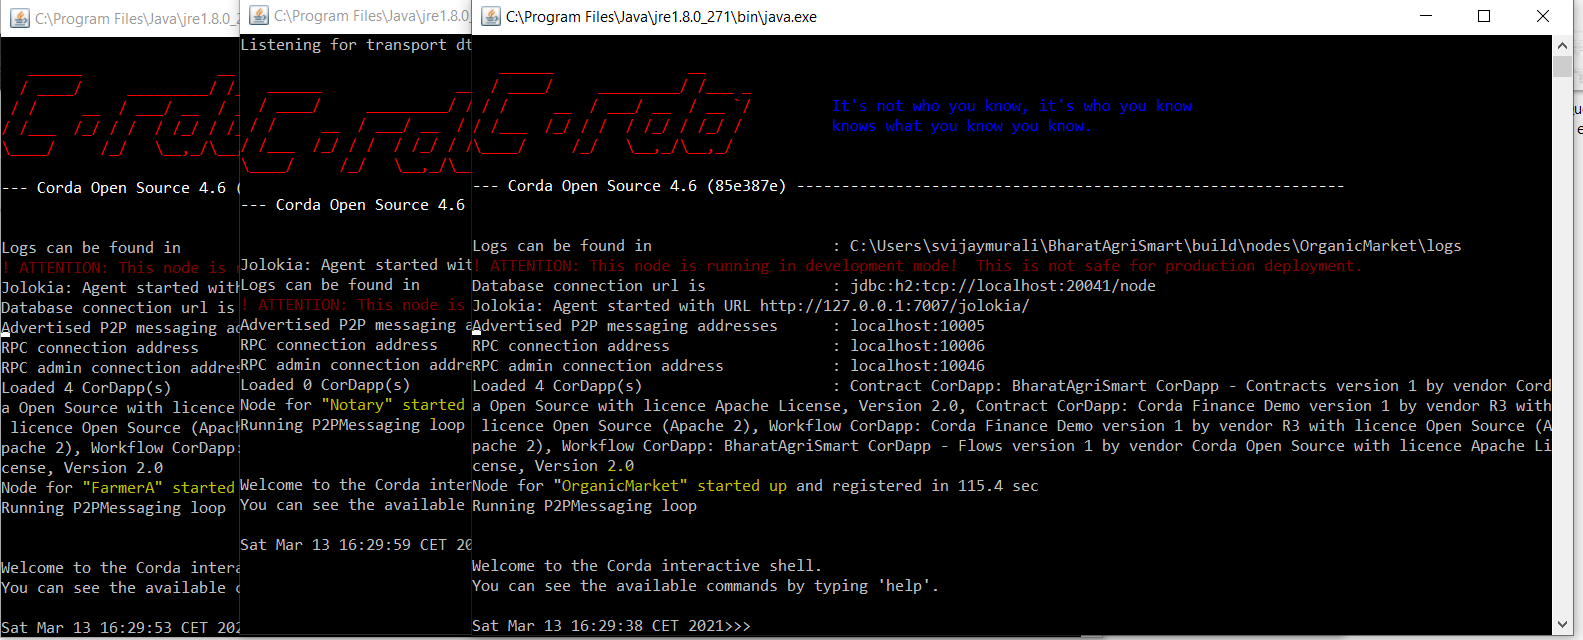 C:\Program Files\Java\jre1.8.0_2
--- Corda Open Source 4.6 (
Logs can be found in
! ATTENTION: This node is
Jolokia: Agent started with
Database connection url is
Advertised P2P messaging ad
RPC connection address
RPC admin connection addres
Loaded 4 CorDapp(s)
a Open Source with licence
licence Open Source (Apach
pache 2), Workflow CorDapp:
cense, Version 2.0
Node for "FarmerA" started
Running P2PMessaging loop
Welcome to the Corda intera
You can see the available c
Sat Mar 13 16:29:53 CET 202
C:\Program Files\Java\jre1.8.0_
Listening for transport dt
--- Corda Open Source 4.6
Jolokia: Agent started wit
Logs can be found in
! ATTENTION: This node is
Advertised P2P messaging a
RPC connection address
RPC admin connection addre
Loaded 0 CorDapp(s)
Node for "Notary" started
Running P2PMessaging loop
Welcome to the Corda inter
You can see the available
Sat Mar 13 16:29:59 CET 20
C:\Program Files\Java\jre1.8.0_271\bin\java.exe
It's not who you know, it's who you know
knows what you know you know.
--- Corda Open Source 4.6 (85e387e) -------------------------------------------------------------
Logs can be found in : C:\Users\svijaymurali\BharatAgriSmart\build\nodes\OrganicMarket\logs
! ATTENTION: This node is running in development mode! This is not safe for production deployment.
Database connection url is : jdbc:h2:tcp://localhost:20041/node
Jolokia: Agent started with URL http://127.0.0.1:7007/jolokia/
Advertised P2P messaging addresses : localhost:10005
RPC connection address : localhost:10006
RPC admin connection address : localhost:10046
Loaded 4 CorDapp(s) : Contract CorDapp: BharatAgriSmart CorDapp - Contracts version 1 by vendor Cord
a Open Source with licence Apache License, Version 2.0, Contract CorDapp: Corda Finance Demo version 1 by vendor R3 with
licence Open Source (Apache 2), Workflow CorDapp: Corda Finance Demo version 1 by vendor R3 with licence Open Source (A
pache 2), Workflow CorDapp: BharatAgriSmart CorDapp - Flows version 1 by vendor Corda Open Source with licence Apache Li
cense, Version 2.0
Node for "OrganicMarket" started up and registered in 115.4 sec
Running P2PMessaging loop
Welcome to the Corda interactive shell.
You can see the available commands by typing 'help'.
Sat Mar 13 16:29:38 CET 2021>>>